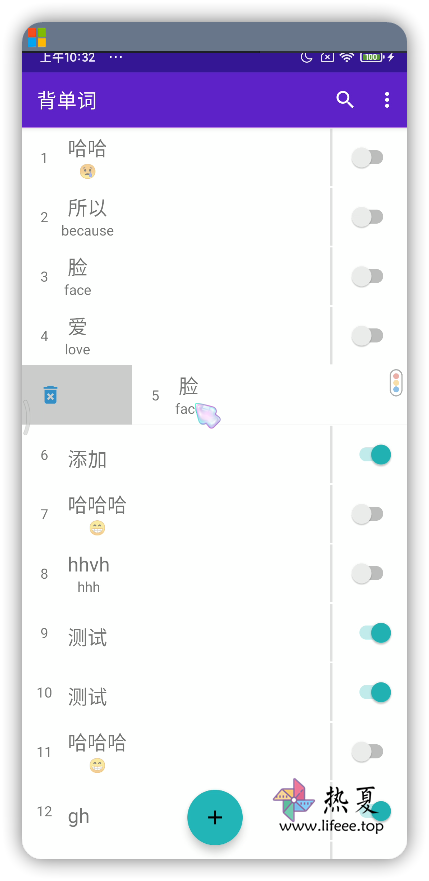 上午10:32 ...
100
背单词
1 哈哈
😢
2 所以
because
3 脸
face
4 爱
love
5 脸
fac
6 添加
7 哈哈哈
😁
8 hhvh
hhh
9 测试
10 测试
11 哈哈哈
😁
12 gh
+
热夏
www.lifeee.top